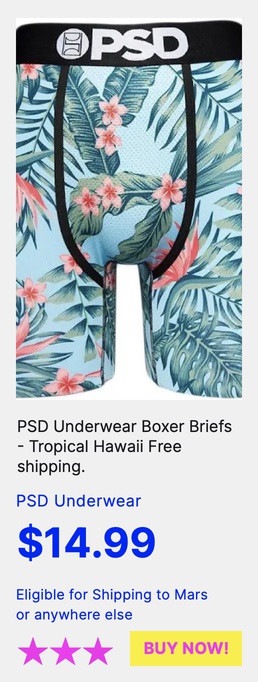 PSD
PSD Underwear Boxer Briefs
- Tropical Hawaii Free
shipping.
PSD Underwear
$14.99
Eligible for Shipping to Mars
or anywhere else
BUY NOW!